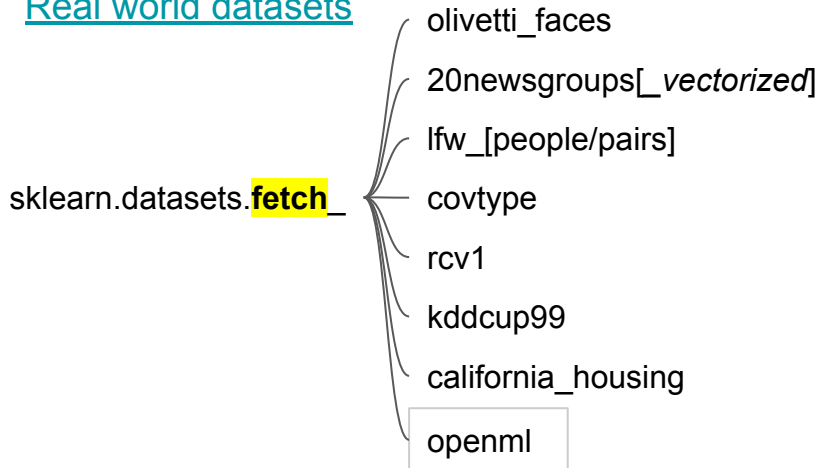 Real world datasets
olivetti_faces
20newsgroups[_vectorized]
lfw_[people/pairs]
sklearn.datasets.fetch_
covtype
rcv1
kddcup99
california_housing
openml